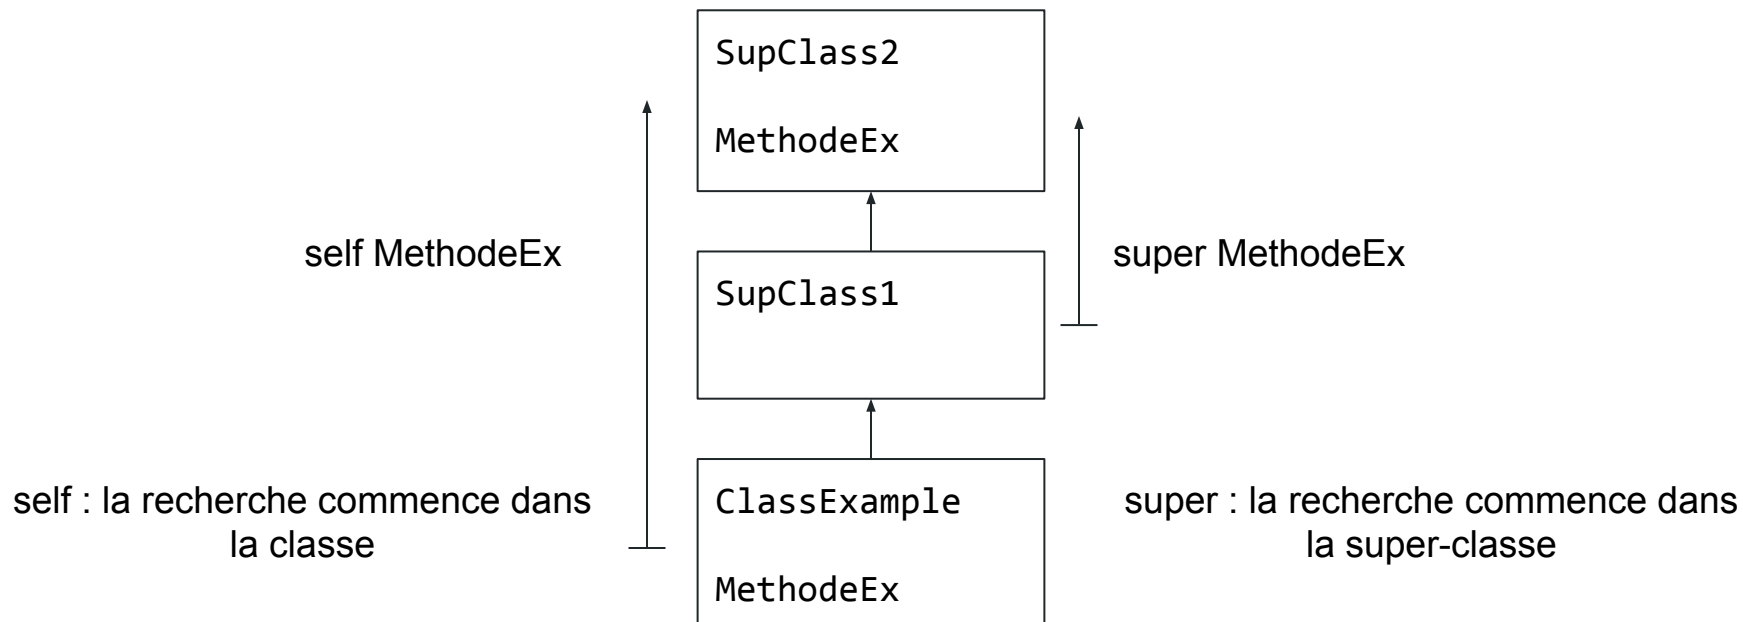 SupClass2
MethodeEx
self MethodeEx
super MethodeEx
SupClass1
self : la recherche commence dans
la classe
ClassExample
MethodeEx
super : la recherche commence dans
la super-classe